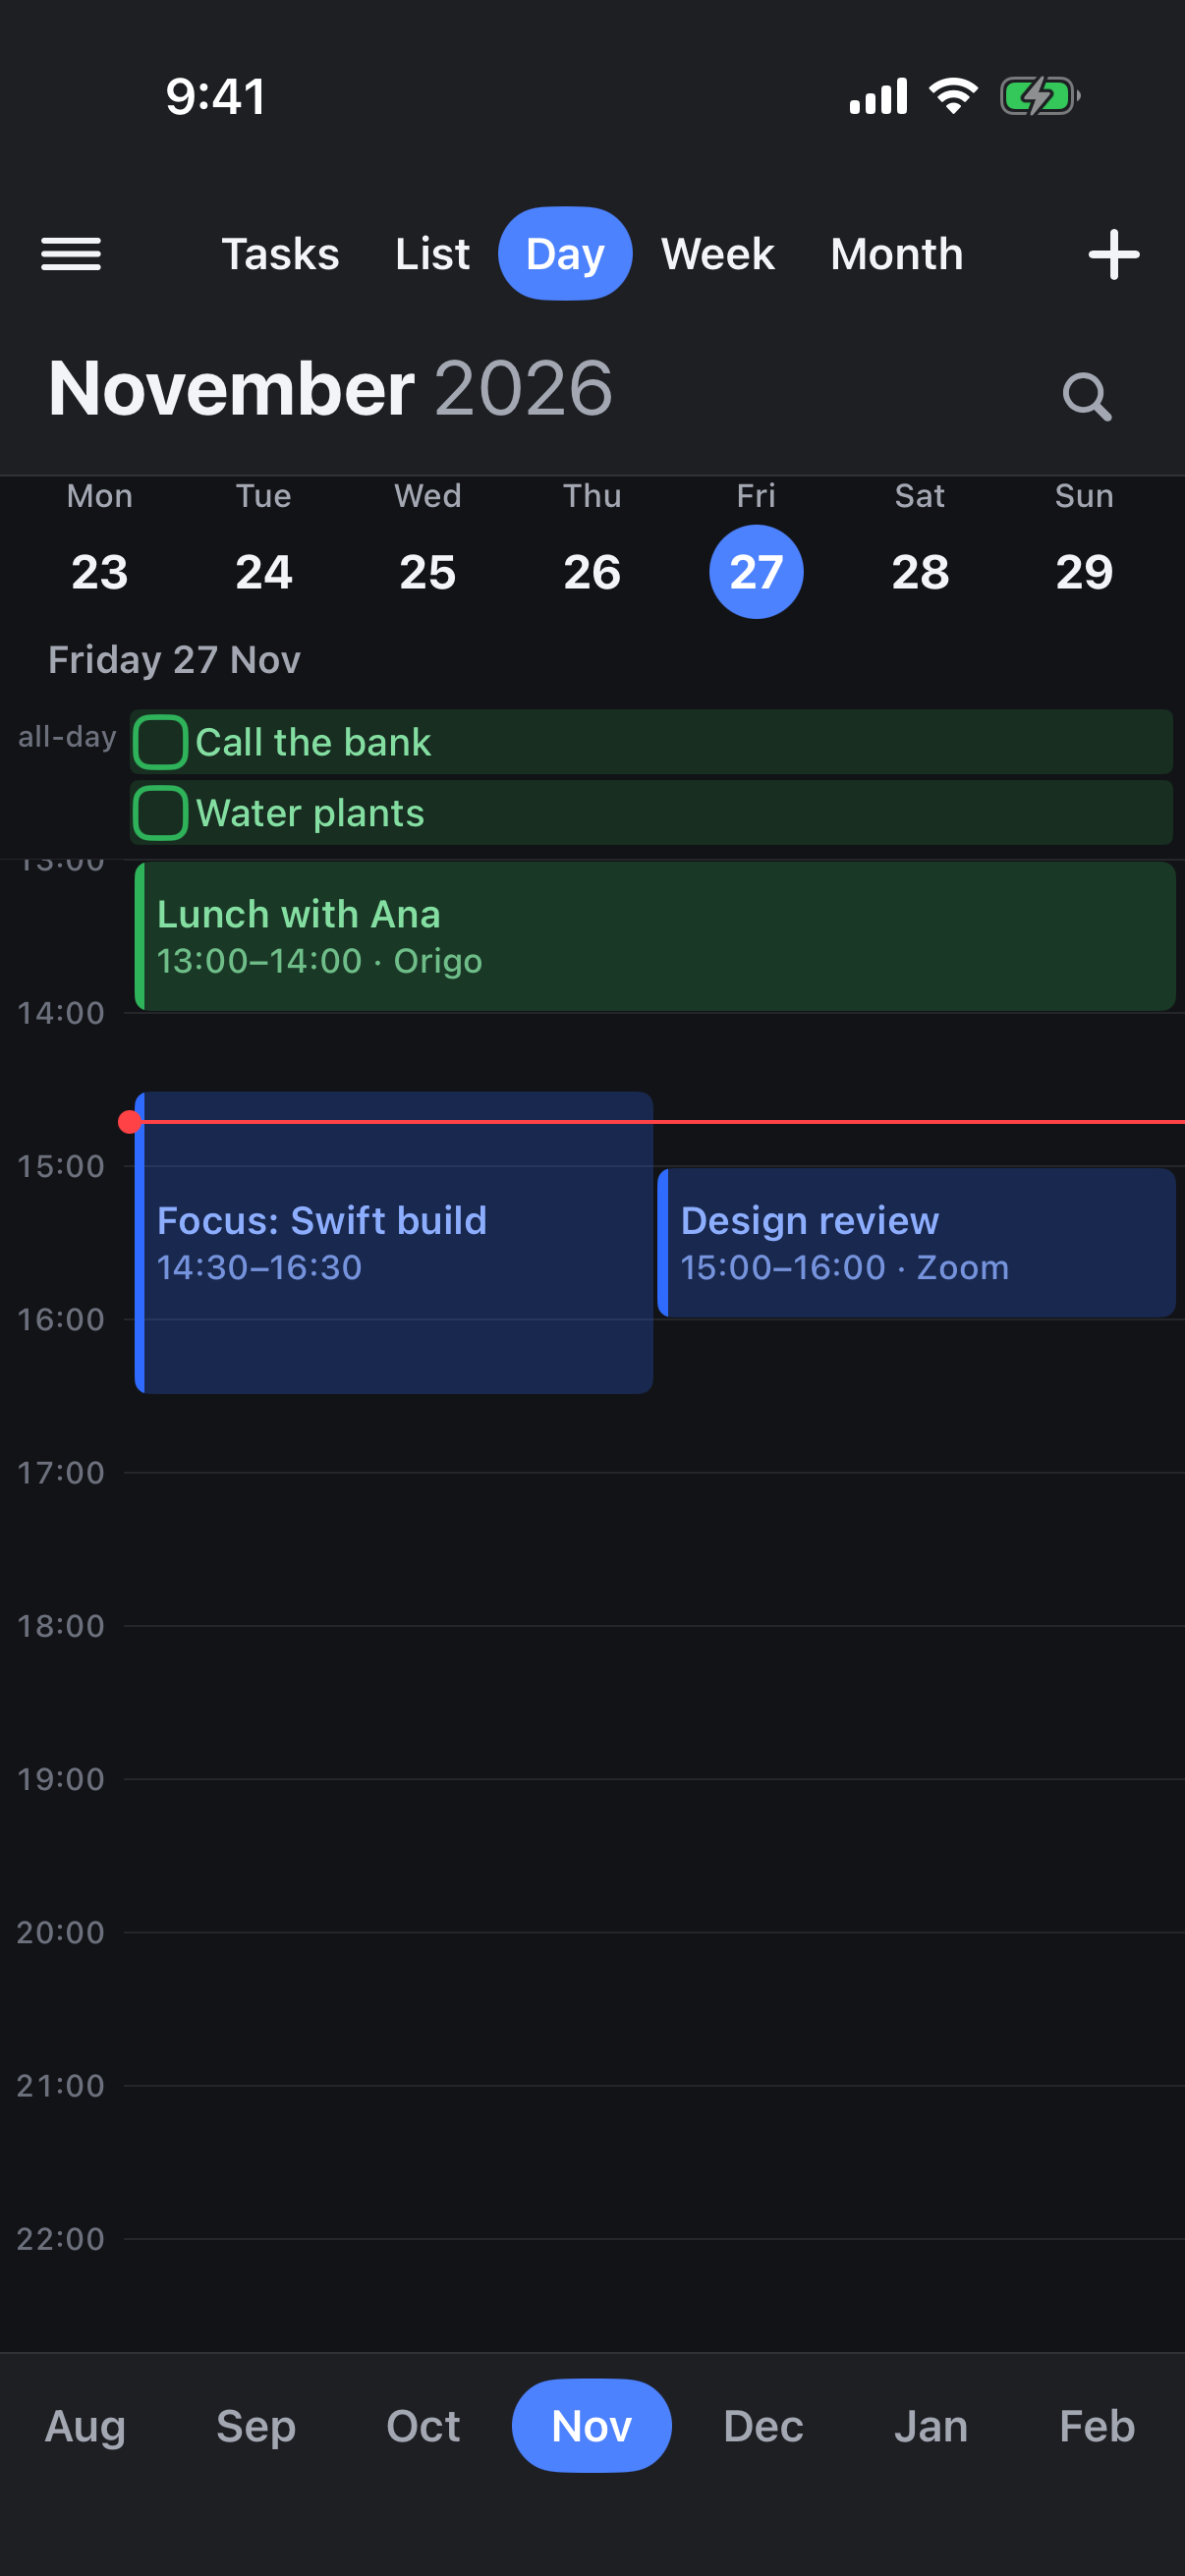 9:41
Tasks List Day Week Month
November 2026
Mon Tue Wed Thu Fri Sat Sun
23 24 25 26 27 28 29
Friday 27 Nov
all-day
Call the bank
Water plants
13:00
Lunch with Ana
13:00–14:00 · Origo
14:00
15:00
Focus: Swift build
14:30–16:30
Design review
15:00–16:00 · Zoom
16:00
17:00
18:00
19:00
20:00
21:00
22:00
Aug Sep Oct Nov Dec Jan Feb